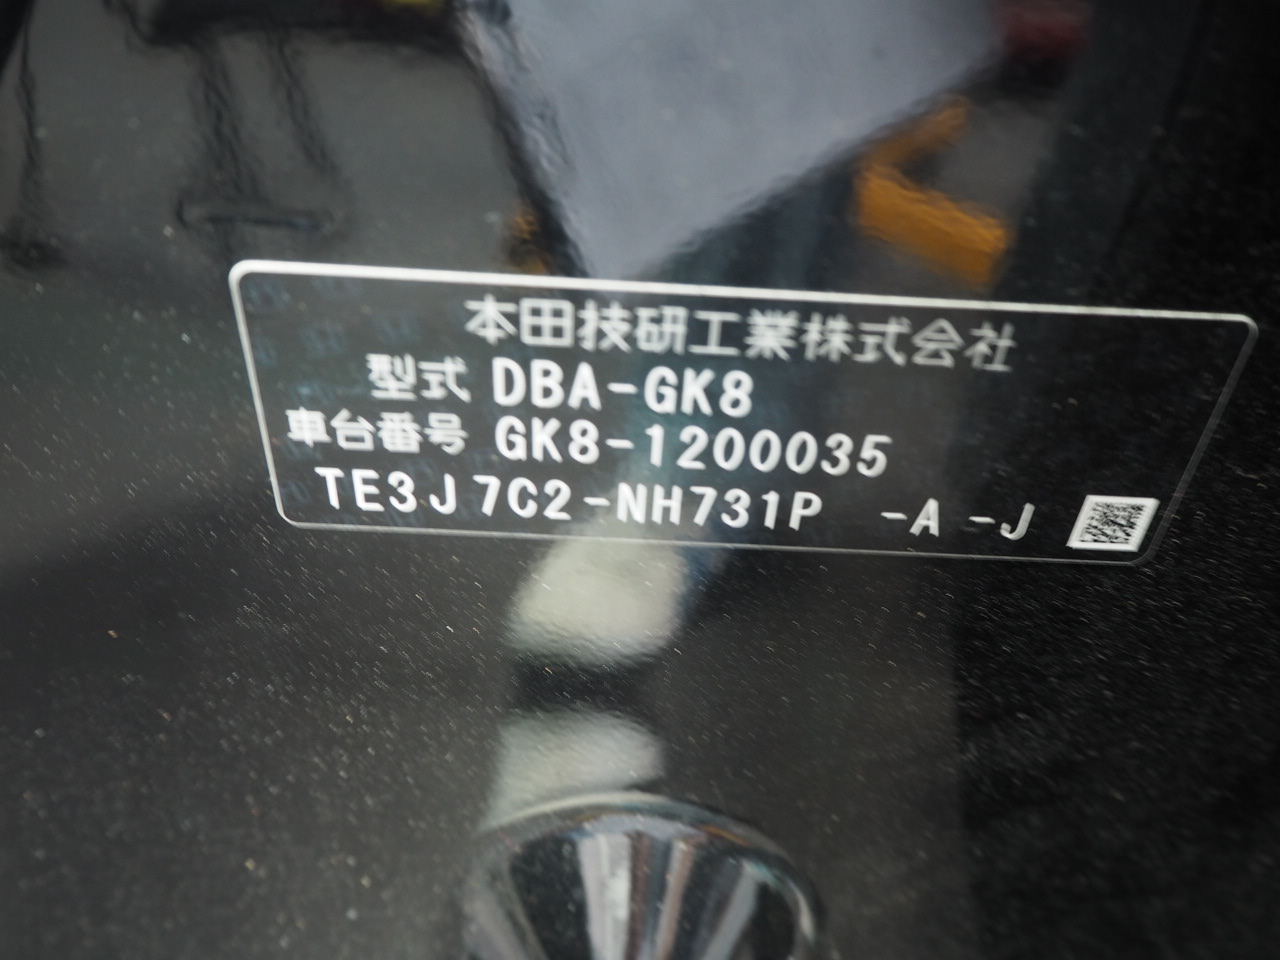 本田技研工業株式会社
型式 DBA-GK8
車台番号 GK8-1200035
TE3J7C2-NH731P -A -J